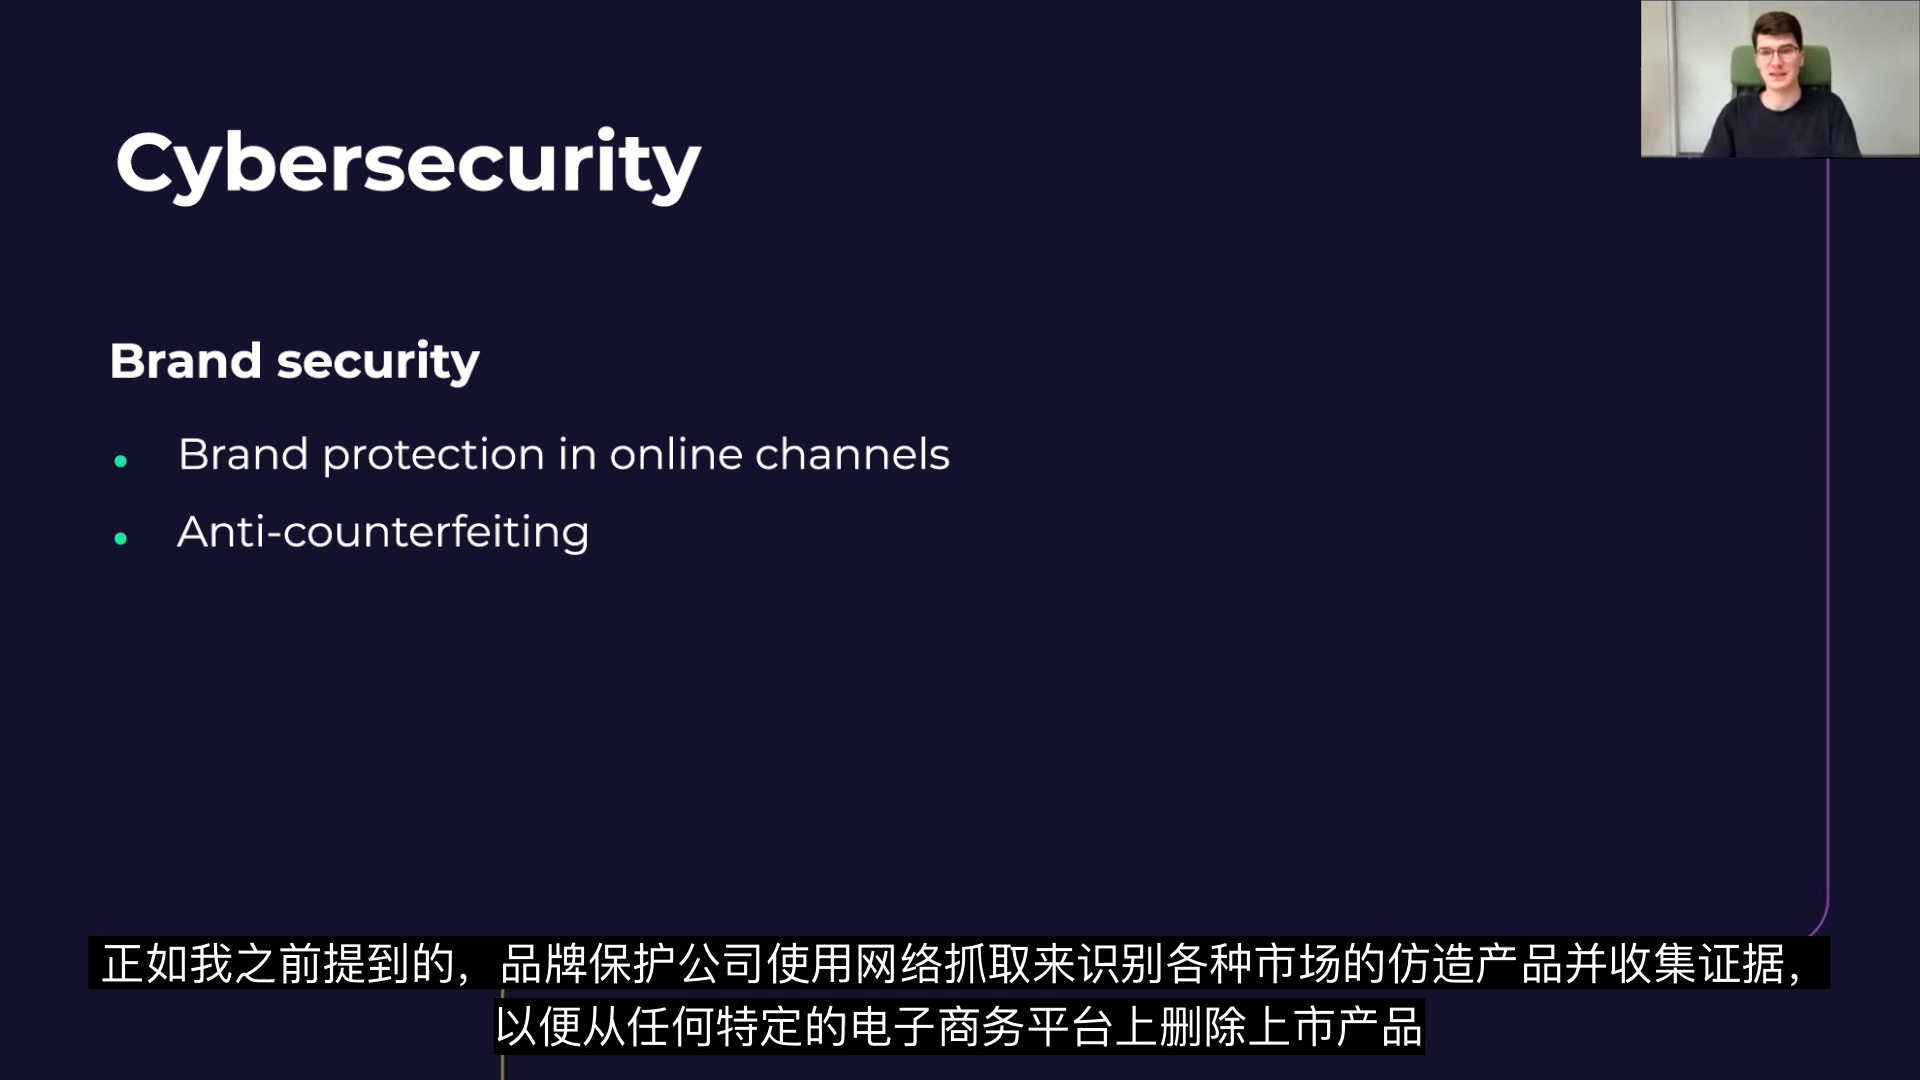 Cybersecurity
Brand security
• Brand protection in online channels
• Anti-counterfeiting
正如我之前提到的，品牌保护公司使用网络抓取来识别各种市场的仿造产品并收集证据，
以便从任何特定的电子商务平台上删除上市产品